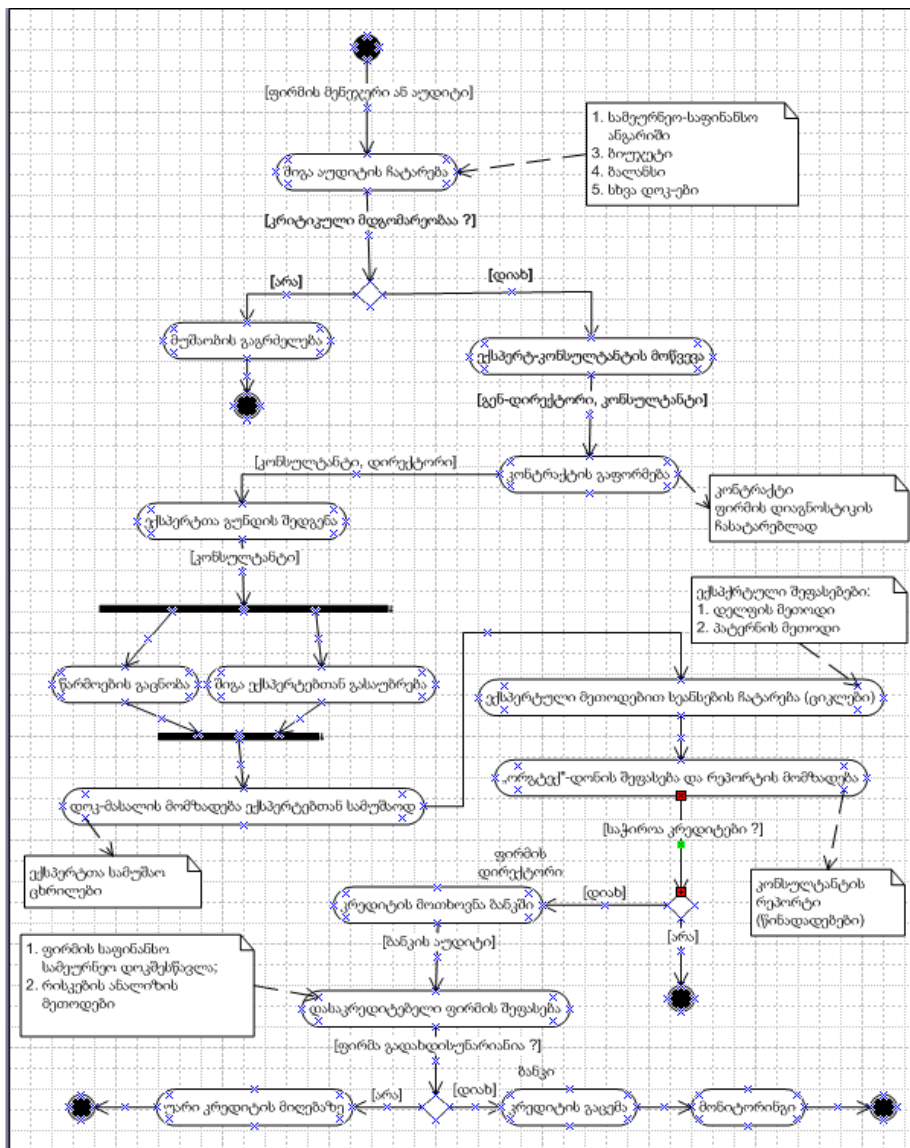 [ფირმის მენეჯერი ან აუდიტი]
1. სამეურნეო-საფინანსო
ანგარიში
3. ბიუჯეტი
4. ბალანსი
5. სხვა დოკ-ები
შიგა აუდიტის ჩატარება
[კრიტიკული მდგომარეობაა ?]
[არა]
[დიახ]
მუშაობის გაგრძელება
ექსპერტ-კონსულტანტის მოწვევა
[გენ-დირექტორი, კონსულტანტი]
[კონსულტანტი, დირექტორი]
კონტრაქტის გაფორმება
კონტრაქტი
ფირმის დიაგნოსტიკის
ჩასატარებლად
ექსპერტთა გუნდის შედგენა
[კონსულტანტი]
ექსპქრტული შეფასებები:
1. დელფის მეთოდი
2. პატერნის მეთოდი
წარმოების გაცნობა
შიგა ექსპერტებთან გასაუბრება
ექსპერტული მეთოდებით სეანსების ჩატარება (ციკლები)
„ორგტექ"-დონის შეფასება და რეპორტის მომზადება
დოკ-მასალის მომზადება ექსპერტებთან სამუშაოდ
[საჭიროა კრედიტები ?]
ექსპერტთა სამუშაო
ცხრილები
ფირმის
დირექტორი
კონსულტანტის
რეპორტი
(წინადადებები)
[დიახ]
კრედიტის მოთხოვნა ბანკში
[არა]
[ბანკის აუდიტი]
1. ფირმის საფინანსო
სამეურნეო დოკშესწავლა;
2. რისკების ანალიზის
მეთოდები
დასაკრედიტებელი ფირმის შეფასება
[ფირმა გადახდისუნარიანია ?]
ბანკი
[არა]
[დიახ]
უარი კრედიტის მიღებაზე
კრედიტის გაცემა
მონიტორინგი